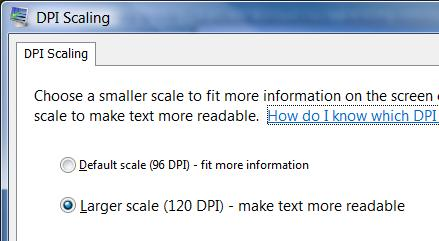 DPI Scaling
DPI Scaling
Choose a smaller scale to fit more information on the screen
scale to make text more readable. How do I know which DPI
Default scale (96 DPI) - fit more information
Larger scale (120 DPI) - make text more readable